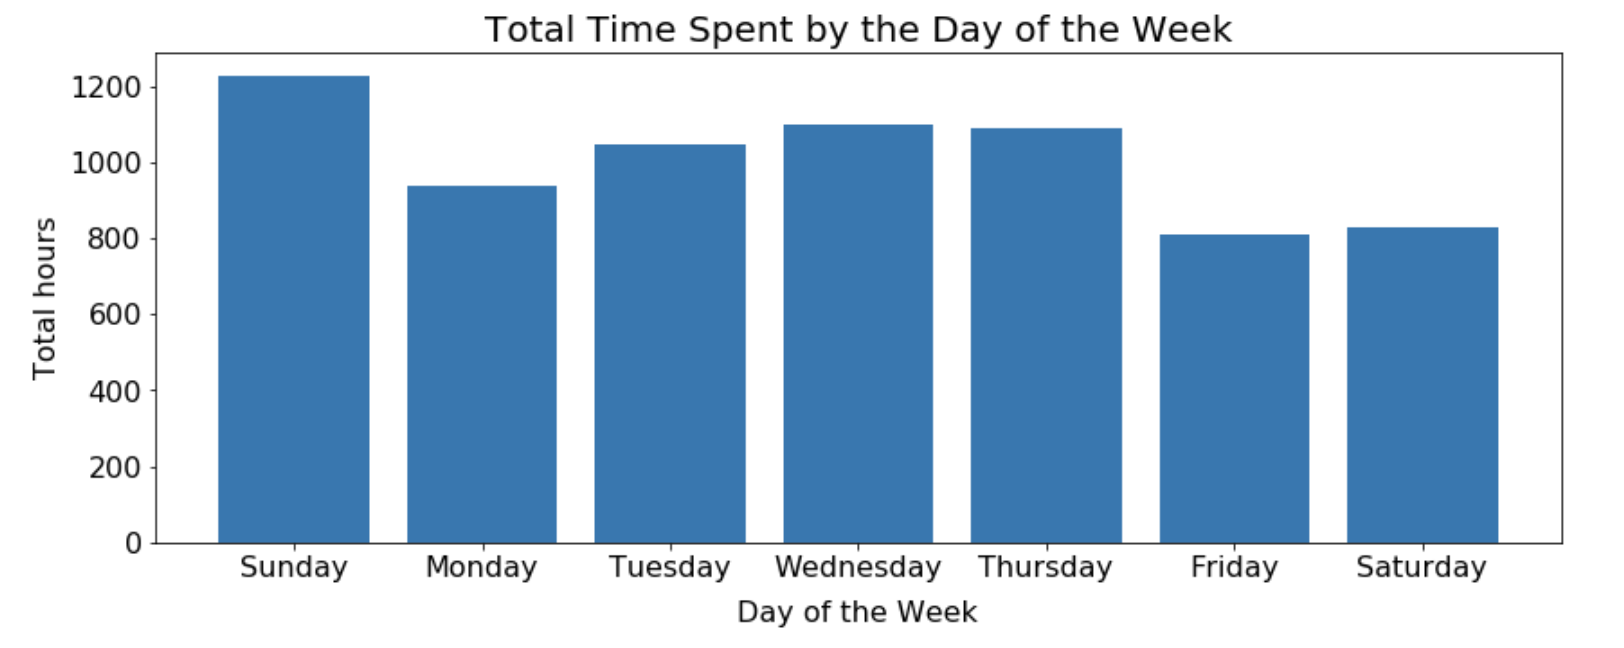 Total Time Spent by the Day of the Week
1200
1000
800
600
400
200
0
Total hours
Sunday Monday Tuesday Wednesday Thursday Friday Saturday
Day of the Week